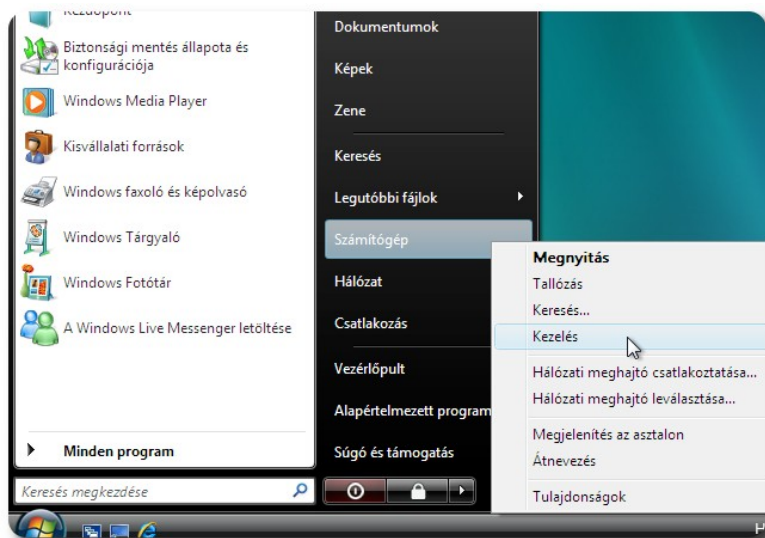 Kezdőpont
Biztonsági mentés állapota és
konfigurációja
Windows Media Player
Kisvállalati források
Windows faxoló és képolvasó
Windows Tárgyaló
Windows Fotótár
A Windows Live Messenger letöltése
Minden program
Keresés megkezdése
Dokumentumok
Képek
Zene
Keresés
Legutóbbi fájlok
Számítógép
Hálózat
Csatlakozás
Vezérlőpult
Alapértelmezett program
Súgó és támogatás
Megnyitás
Tallózás
Keresés...
Kezelés
Hálózati meghajtó csatlakoztatása...
Hálózati meghajtó leválasztása...
Megjelenítés az asztalon
Átnevezés
Tulajdonságok
H